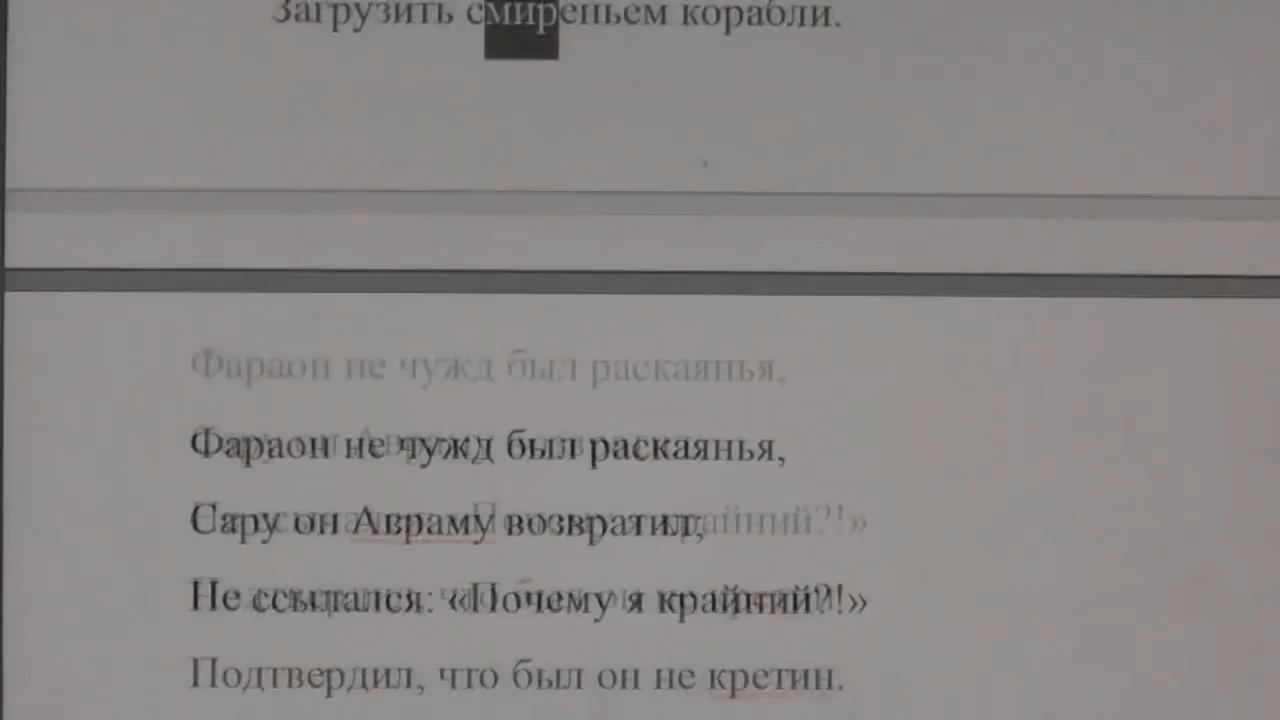 Загрузить смиреньем корабли.
Фараон не чужд был раскаянья,
Фараон не чужд был раскаянья,
Сару он Авраму возвратил;
Не ссылался: «Почему я крайний?!»
Подтвердил, что был он не кретин.